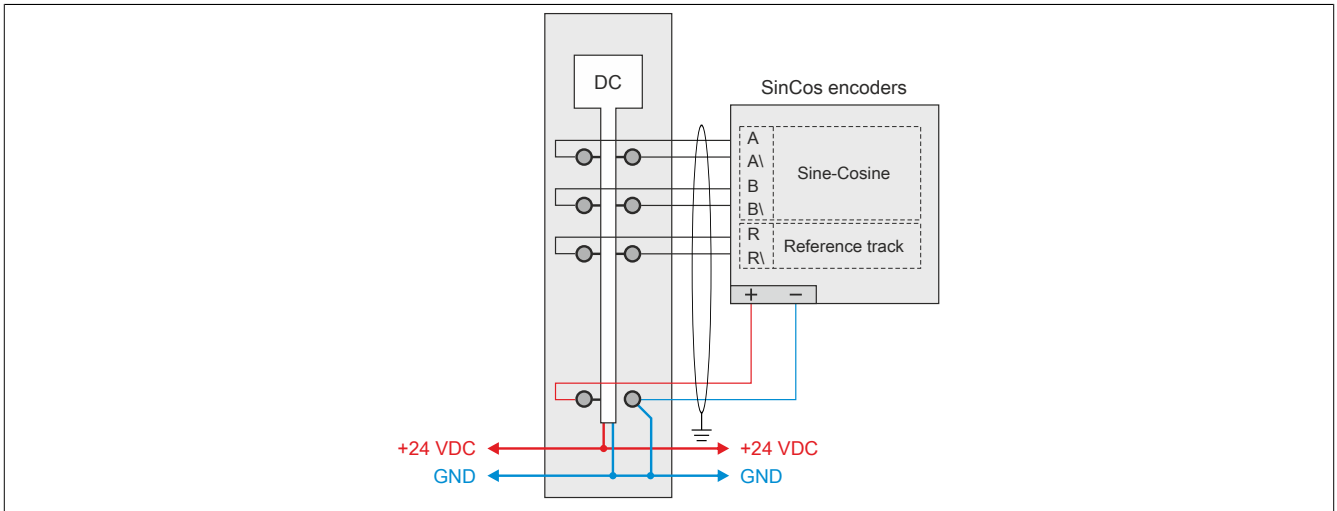 DC
SinCos encoders
A
A\
B
B\
Sine-Cosine
R
R\
Reference track
+ −
+24 VDC
+24 VDC
GND
GND